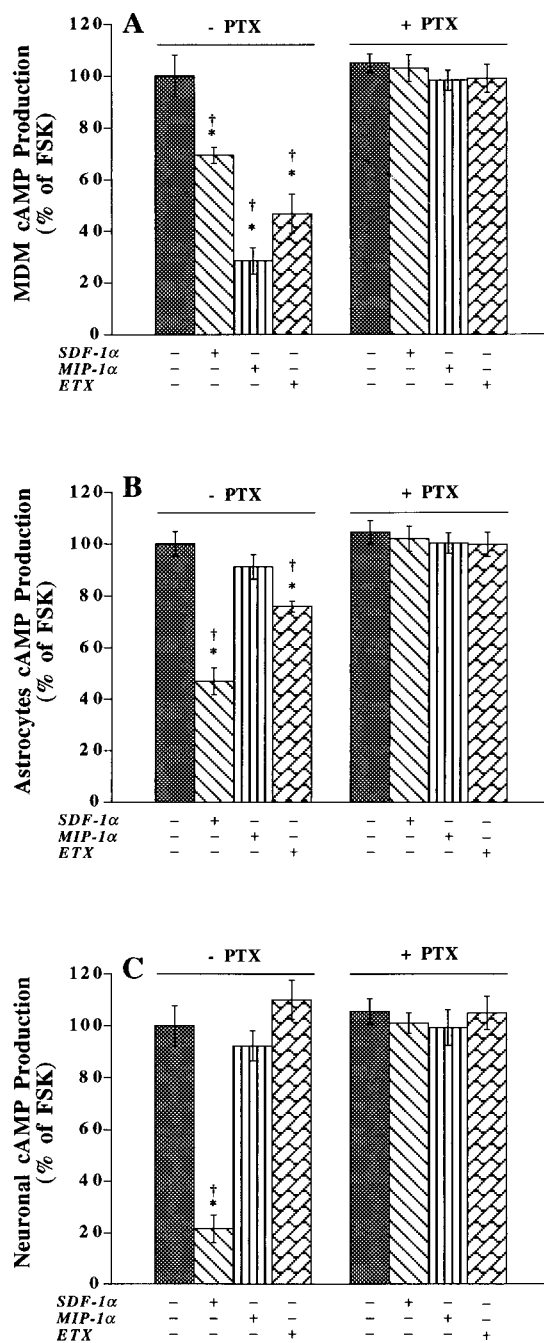 A
- PTX
+ PTX
MDM cAMP Production
(% of FSK)
120
100
80
60
40
20
0
†
*
†
*
†
*
SDF-1α - + - - - + - -
MIP-1α - - + - - - + -
ETX - - - + - - - +
B
- PTX
+ PTX
Astrocytes cAMP Production
(% of FSK)
120
100
80
60
40
20
0
†
*
†
*
SDF-1α - + - - - + - -
MIP-1α - - + - - - + -
ETX - - - + - - - +
C
- PTX
+ PTX
Neuronal cAMP Production
(% of FSK)
120
100
80
60
40
20
0
†
*
SDF-1α - + - - - + - -
MIP-1α - - + - - - + -
ETX - - - + - - - +